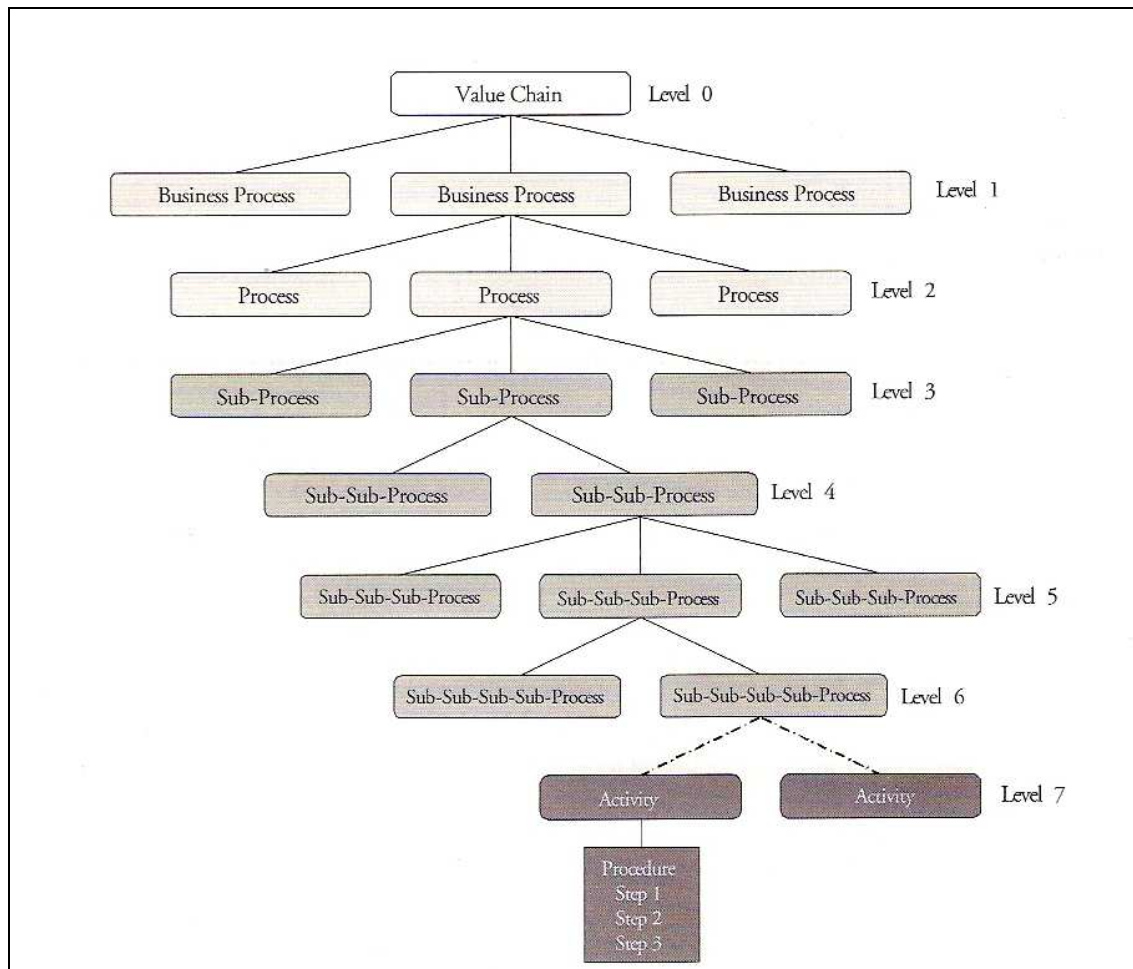 Value Chain Level 0
Business Process Business Process Business Process Level 1
Process Process Process Level 2
Sub-Process Sub-Process Sub-Process Level 3
Sub-Sub-Process Sub-Sub-Process Level 4
Sub-Sub-Sub-Process Sub-Sub-Sub-Process Sub-Sub-Sub-Process Level 5
Sub-Sub-Sub-Sub-Process Sub-Sub-Sub-Sub-Process Level 6
Activity Activity Level 7
Procedure
Step 1
Step 2
Step 3